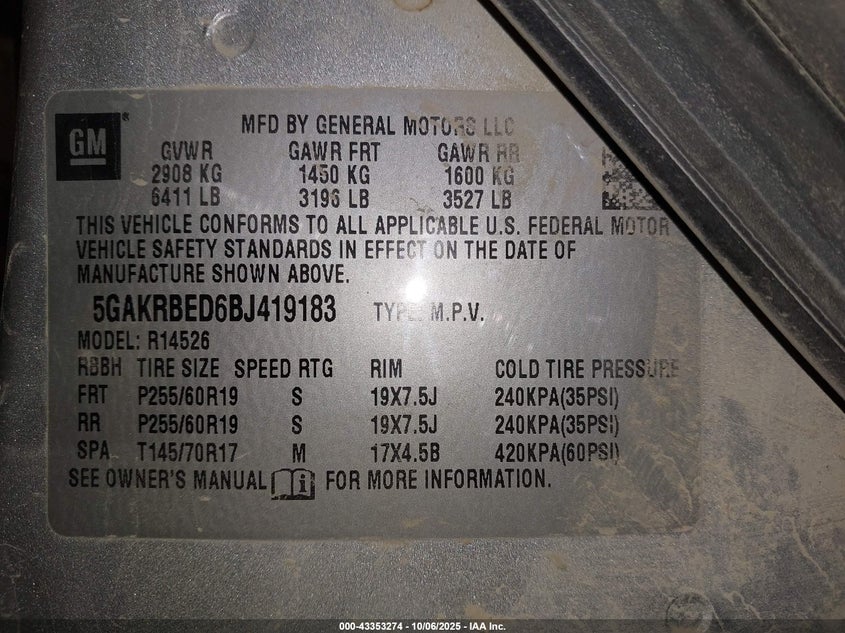 GM®
MFD BY GENERAL MOTORS LLC
GVWR GAWR FRT GAWR RR
2908 KG 1450 KG 1600 KG
6411 LB 3196 LB 3527 LB
THIS VEHICLE CONFORMS TO ALL APPLICABLE U.S. FEDERAL MOTOR
VEHICLE SAFETY STANDARDS IN EFFECT ON THE DATE OF
MANUFACTURE SHOWN ABOVE.
5GAKRBED6BJ419183 TYPE: M.P.V.
MODEL: R14526
RBBH TIRE SIZE SPEED RTG RIM COLD TIRE PRESSURE
FRT P255/60R19 S 19X7.5J 240KPA(35PSI)
RR P255/60R19 S 19X7.5J 240KPA(35PSI)
SPA T145/70R17 M 17X4.5B 420KPA(60PSI)
SEE OWNER'S MANUAL i FOR MORE INFORMATION.
000-43353274 - 10/06/2025 - IAA Inc.